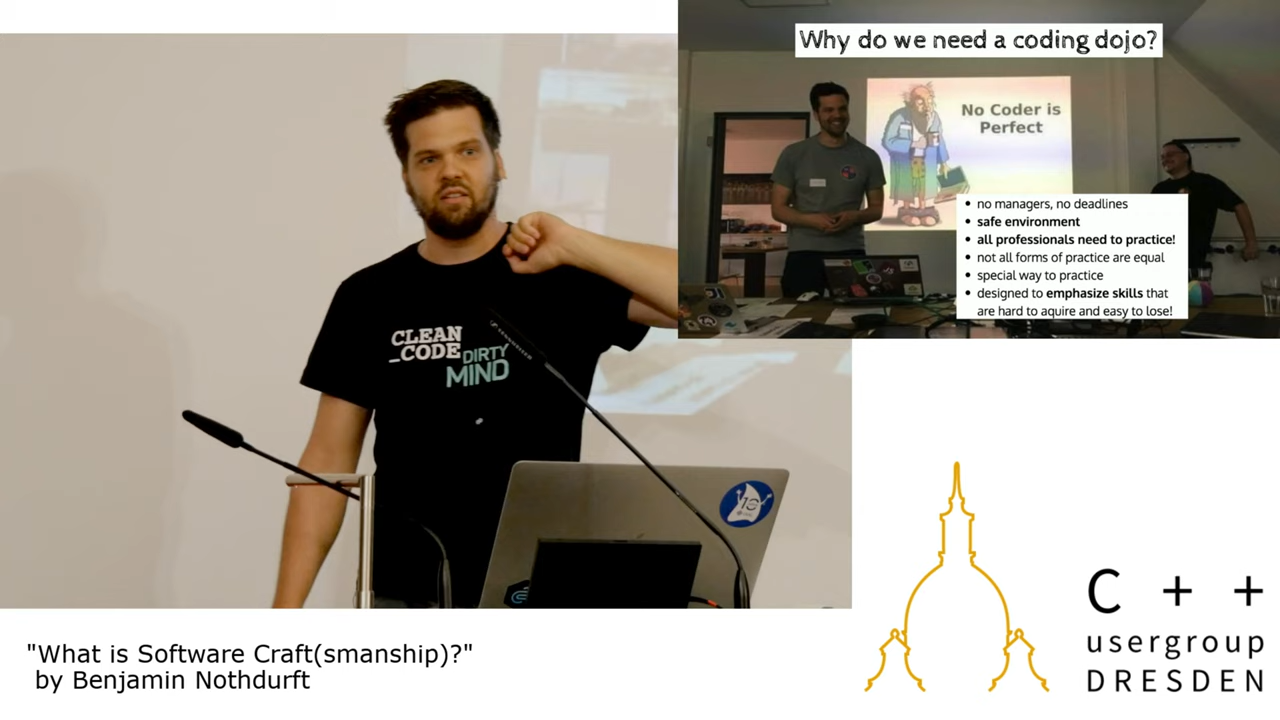 Why do we need a coding dojo?
No Coder is
Perfect
no managers, no deadlines
safe environment
all professionals need to practice!
not all forms of practice are equal
special way to practice
designed to emphasize skills that
are hard to aquire and easy to lose!
CLEAN
_CODE
DIRTY
MIND
10
"What is Software Craft(smanship)?"
by Benjamin Nothdurft
C + +
usergroup
DRESDEN